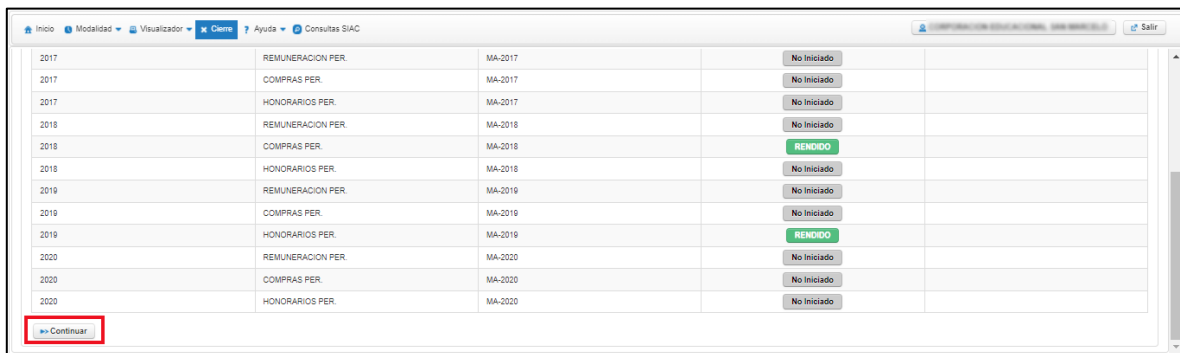 Inicio Modalidad Visualizador Cierre Ayuda Consultas SIAC Salir
2017 REMUNERACION PER. MA-2017 No Iniciado
2017 COMPRAS PER. MA-2017 No Iniciado
2017 HONORARIOS PER. MA-2017 No Iniciado
2018 REMUNERACION PER. MA-2018 No Iniciado
2018 COMPRAS PER. MA-2018 RENDIDO
2018 HONORARIOS PER. MA-2018 No Iniciado
2019 REMUNERACION PER. MA-2019 No Iniciado
2019 COMPRAS PER. MA-2019 No Iniciado
2019 HONORARIOS PER. MA-2019 RENDIDO
2020 REMUNERACION PER. MA-2020 No Iniciado
2020 COMPRAS PER. MA-2020 No Iniciado
2020 HONORARIOS PER. MA-2020 No Iniciado
Continuar